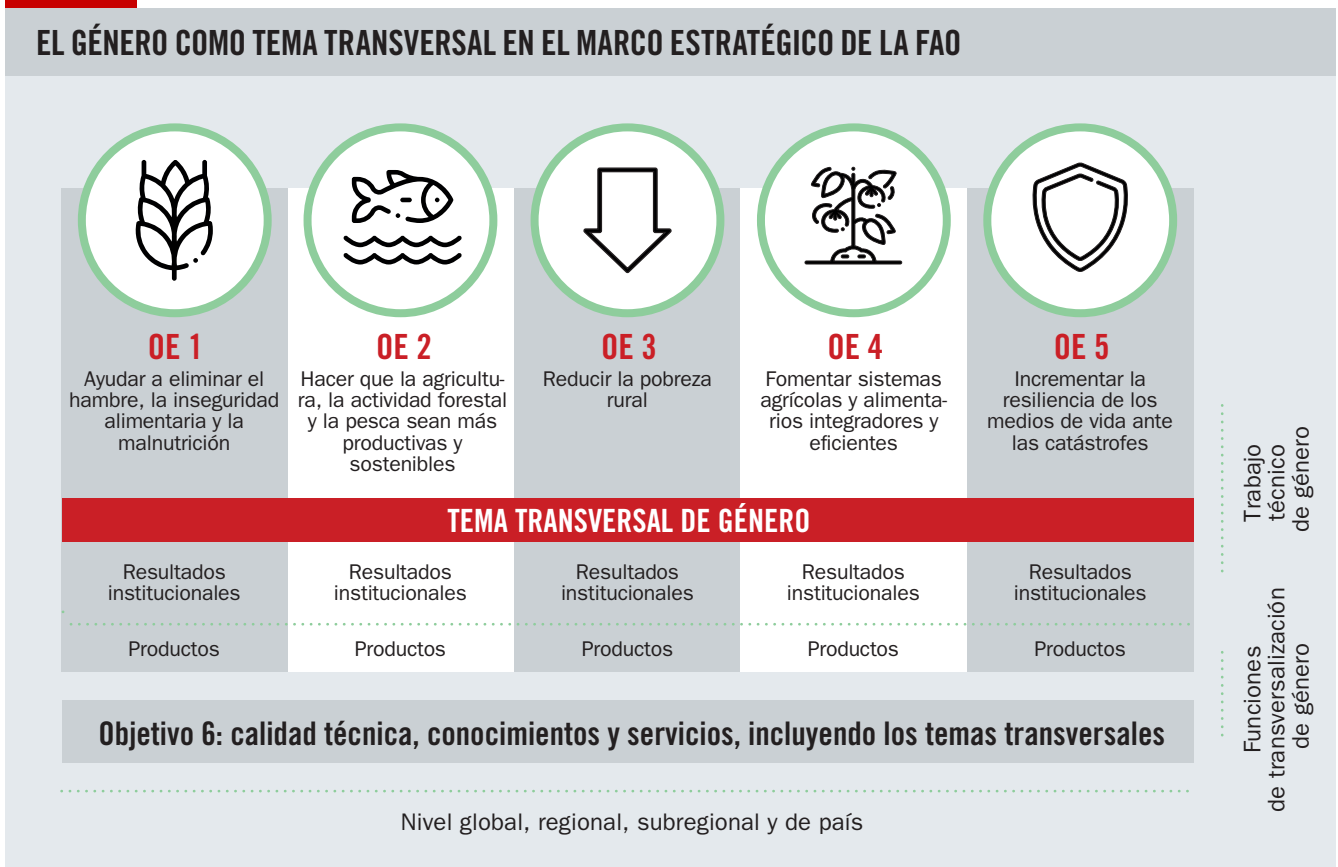 EL GÉNERO COMO TEMA TRANSVERSAL EN EL MARCO ESTRATÉGICO DE LA FAO
OE 1
Ayudar a eliminar el
hambre, la inseguridad
alimentaria y la
malnutrición
OE 2
Hacer que la agricultu-
ra, la actividad forestal
y la pesca sean más
productivas y
sostenibles
OE 3
Reducir la pobreza
rural
OE 4
Fomentar sistemas
agrícolas y alimenta-
rios integradores y
eficientes
OE 5
Incrementar la
resiliencia de los
medios de vida ante
las catástrofes
TEMA TRANSVERSAL DE GÉNERO
Resultados
institucionales
Resultados
institucionales
Resultados
institucionales
Resultados
institucionales
Resultados
institucionales
Productos
Productos
Productos
Productos
Productos
Objetivo 6: calidad técnica, conocimientos y servicios, incluyendo los temas transversales
Nivel global, regional, subregional y de país
Trabajo
técnico
de género
Funciones
de transversalización
de género